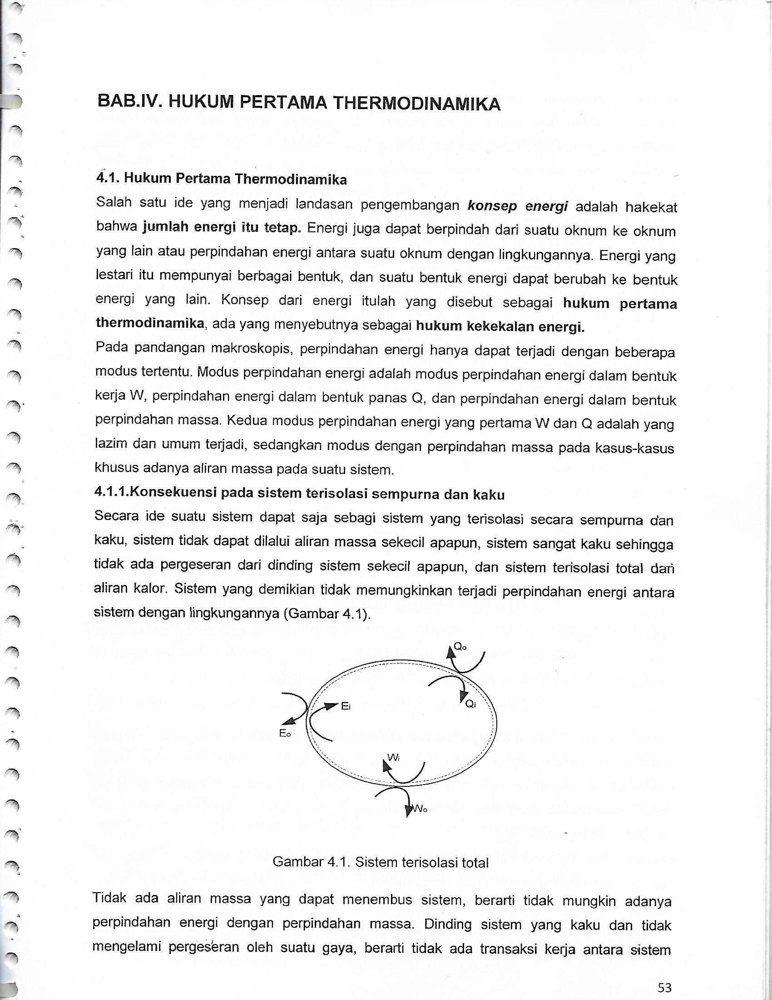 BAB.IV. HUKUM PERTAMA THERMODINAMIKA
4.1. Hukum Pertama Thermodinamika
Salah satu ide yang menjadi landasan pengembangan konsep energi adalah hakekat
bahwa jumlah energi itu tetap. Energi juga dapat berpindah dari suatu oknum ke oknum
yang lain atau perpindahan energi antara suatu oknum dengan lingkungannya. Energi yang
lestari itu mempunyai berbagai bentuk, dan suatu bentuk energi dapat berubah ke bentuk
energi yang lain. Konsep dari energi itulah yang disebut sebagai hukum pertama
thermodinamika, ada yang menyebutnya sebagai hukum kekekalan energi.
Pada pandangan makroskopis, perpindahan energi hanya dapat terjadi dengan beberapa
modus tertentu. Modus perpindahan energi adalah modus perpindahan energi dalam bentuk
kerja W, perpindahan energi dalam bentuk panas Q, dan perpindahan energi dalam bentuk
perpindahan massa. Kedua modus perpindahan energi yang pertama W dan Q adalah yang
lazim dan umum terjadi, sedangkan modus dengan perpindahan massa pada kasus-kasus
khusus adanya aliran massa pada suatu sistem.
4.1.1.Konsekuensi pada sistem terisolasi sempurna dan kaku
Secara ide suatu sistem dapat saja sebagi sistem yang terisolasi secara sempurna dan
kaku, sistem tidak dapat dilalui aliran massa sekecil apapun, sistem sangat kaku sehingga
tidak ada pergeseran dari dinding sistem sekecil apapun, dan sistem terisolasi total dari
aliran kalor. Sistem yang demikian tidak memungkinkan terjadi perpindahan energi antara
sistem dengan lingkungannya (Gambar 4.1).
Qo
Qi
Ei
Eo
Wi
Wo
Gambar 4.1. Sistem terisolasi total
Tidak ada aliran massa yang dapat menembus sistem, berarti tidak mungkin adanya
perpindahan energi dengan perpindahan massa. Dinding sistem yang kaku dan tidak
mengelami pergeseran oleh suatu gaya, berarti tidak ada transaksi kerja antara sistem
53